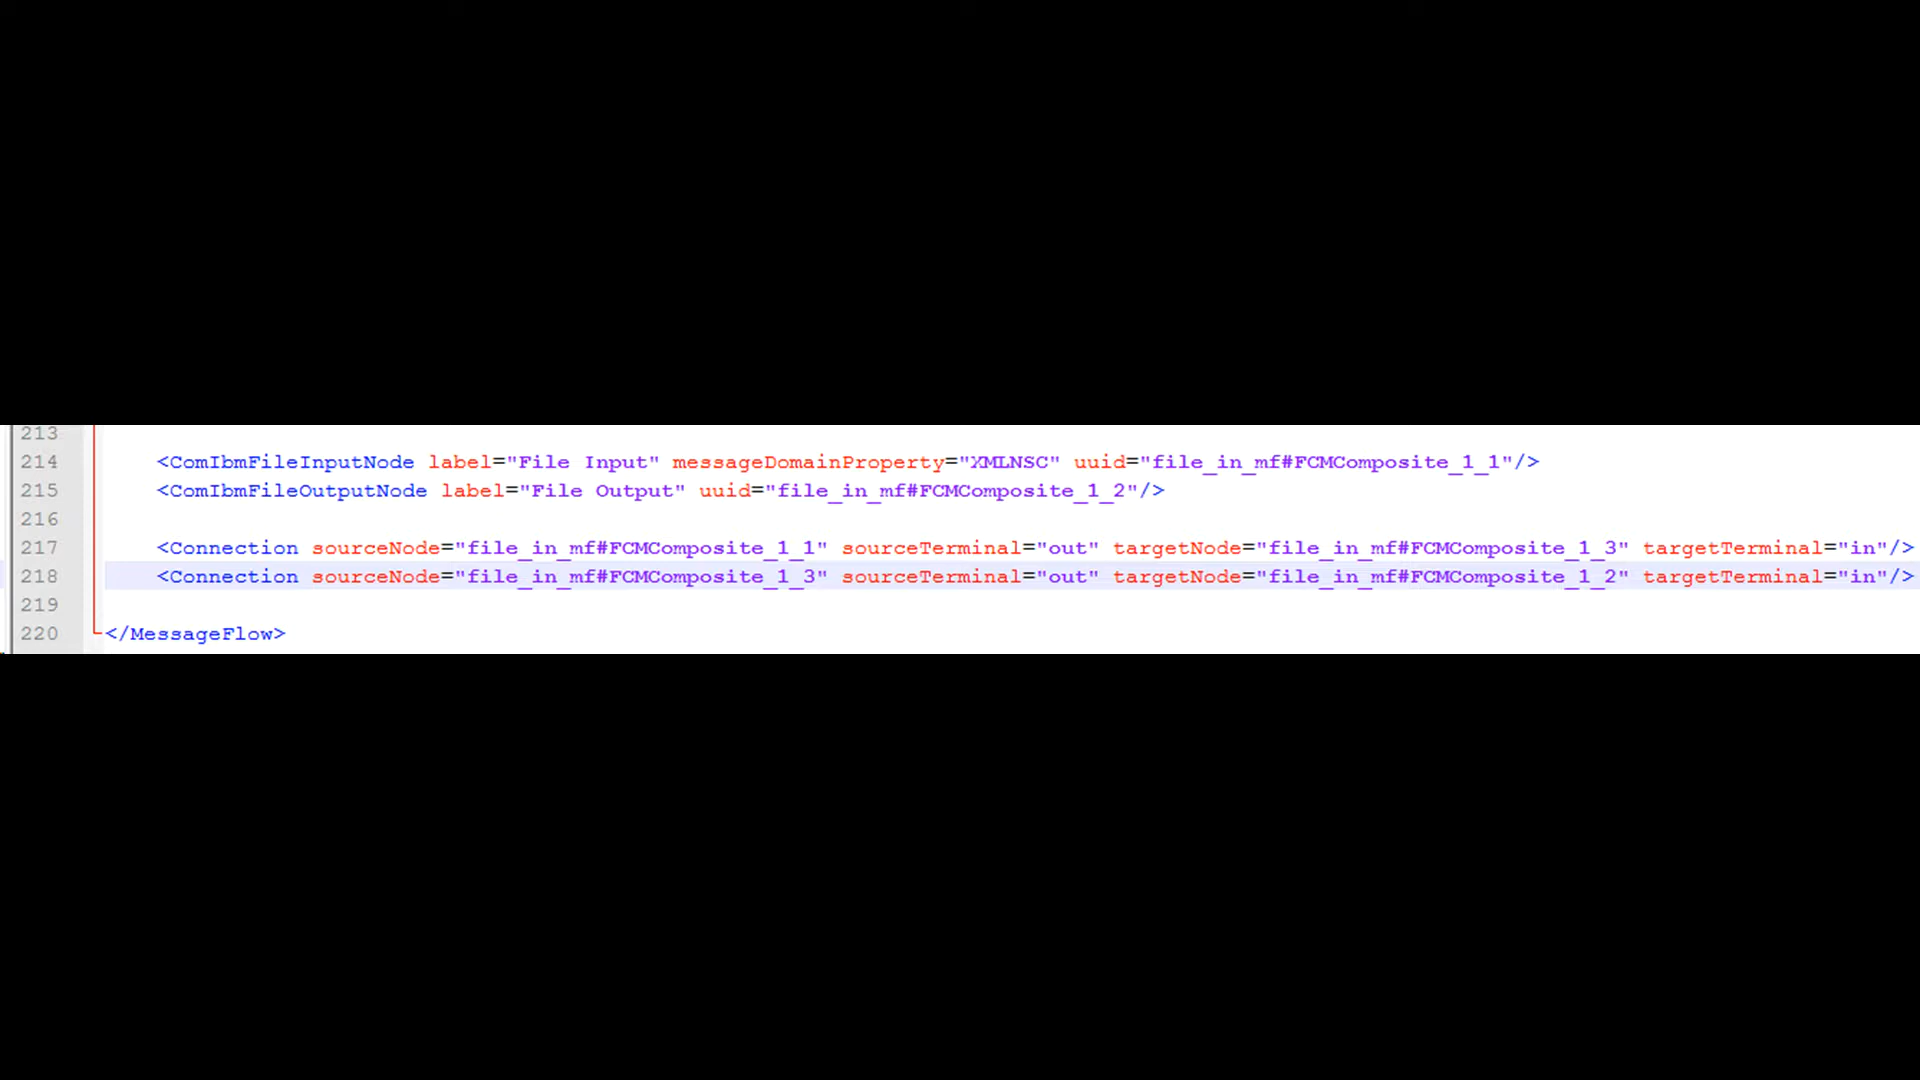 213
214 <ComIbmFileInputNode label="File Input" messageDomainProperty="XMLNSC" uuid="file_in_mf#FCMComposite_1_1"/>
215 <ComIbmFileOutputNode label="File Output" uuid="file_in_mf#FCMComposite_1_2"/>
216
217 <Connection sourceNode="file_in_mf#FCMComposite_1_1" sourceTerminal="out" targetNode="file_in_mf#FCMComposite_1_3" targetTerminal="in"/>
218 <Connection sourceNode="file_in_mf#FCMComposite_1_3" sourceTerminal="out" targetNode="file_in_mf#FCMComposite_1_2" targetTerminal="in"/>
219
220 </MessageFlow>